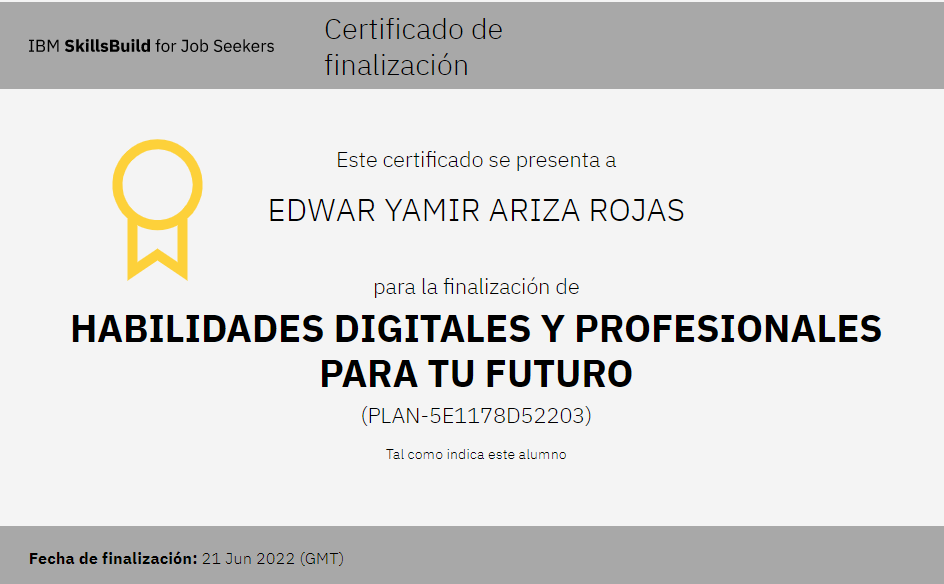 IBM SkillsBuild for Job Seekers
Certificado de
finalización
Este certificado se presenta a
EDWAR YAMIR ARIZA ROJAS
para la finalización de
HABILIDADES DIGITALES Y PROFESIONALES
PARA TU FUTURO
(PLAN-5E1178D52203)
Tal como indica este alumno
Fecha de finalización: 21 Jun 2022 (GMT)